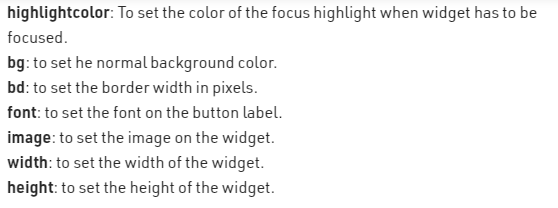 highlightcolor: To set the color of the focus highlight when widget has to be
focused.
bg: to set he normal background color.
bd: to set the border width in pixels.
font: to set the font on the button label.
image: to set the image on the widget.
width: to set the width of the widget.
height: to set the height of the widget.